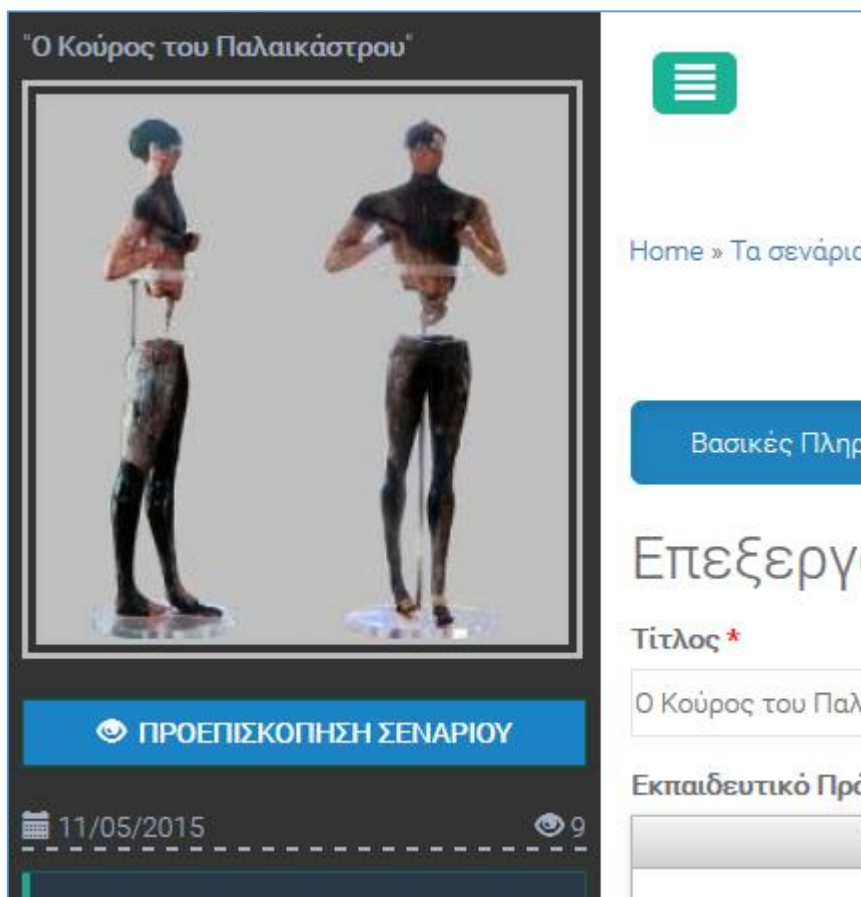 "Ο Κούρος του Παλαικάστρου"
ΠΡΟΕΠΙΣΚΟΠΗΣΗ ΣΕΝΑΡΙΟΥ
11/05/2015 9
Home » Τα σενάρια
Βασικές Πληρ
Επεξεργα
Τίτλος *
Ο Κούρος του Παλ
Εκπαιδευτικό Πρό